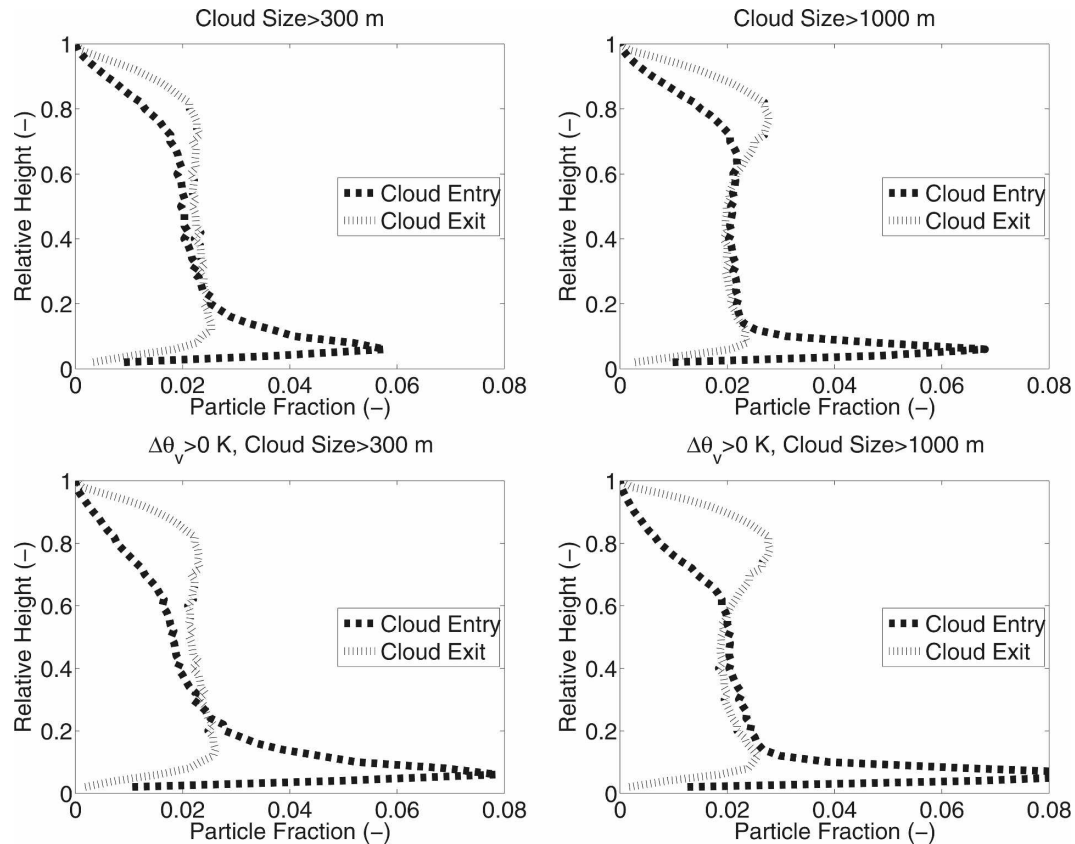 Cloud Size>300 m
1
0.8
0.6
0.4
0.2
0
Relative Height (−)
Cloud Entry
Cloud Exit
0 0.02 0.04 0.06 0.08
Particle Fraction (−)
Cloud Size>1000 m
1
0.8
0.6
0.4
0.2
0
Relative Height (−)
Cloud Entry
Cloud Exit
0 0.02 0.04 0.06 0.08
Particle Fraction (−)
Δθv>0 K, Cloud Size>300 m
1
0.8
0.6
0.4
0.2
0
Relative Height (−)
Cloud Entry
Cloud Exit
0 0.02 0.04 0.06 0.08
Particle Fraction (−)
Δθv>0 K, Cloud Size>1000 m
1
0.8
0.6
0.4
0.2
0
Relative Height (−)
Cloud Entry
Cloud Exit
0 0.02 0.04 0.06 0.08
Particle Fraction (−)